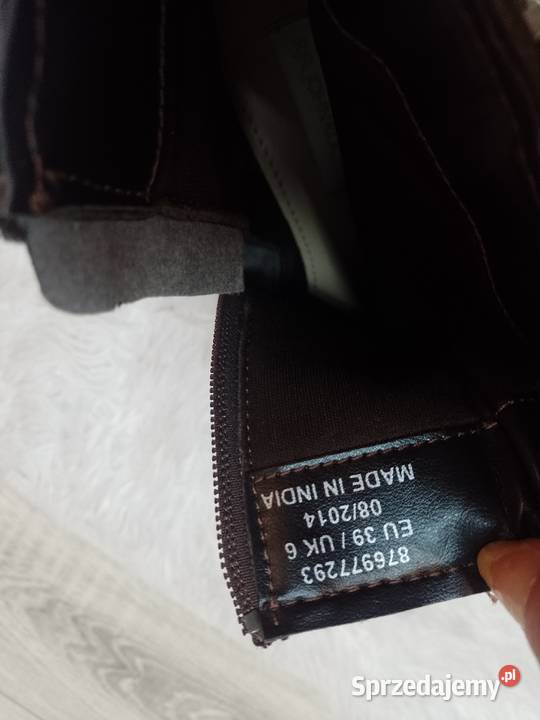 876977293
EU 39 / UK 6
08/2014
MADE IN INDIA
Sprzedajemy.pl